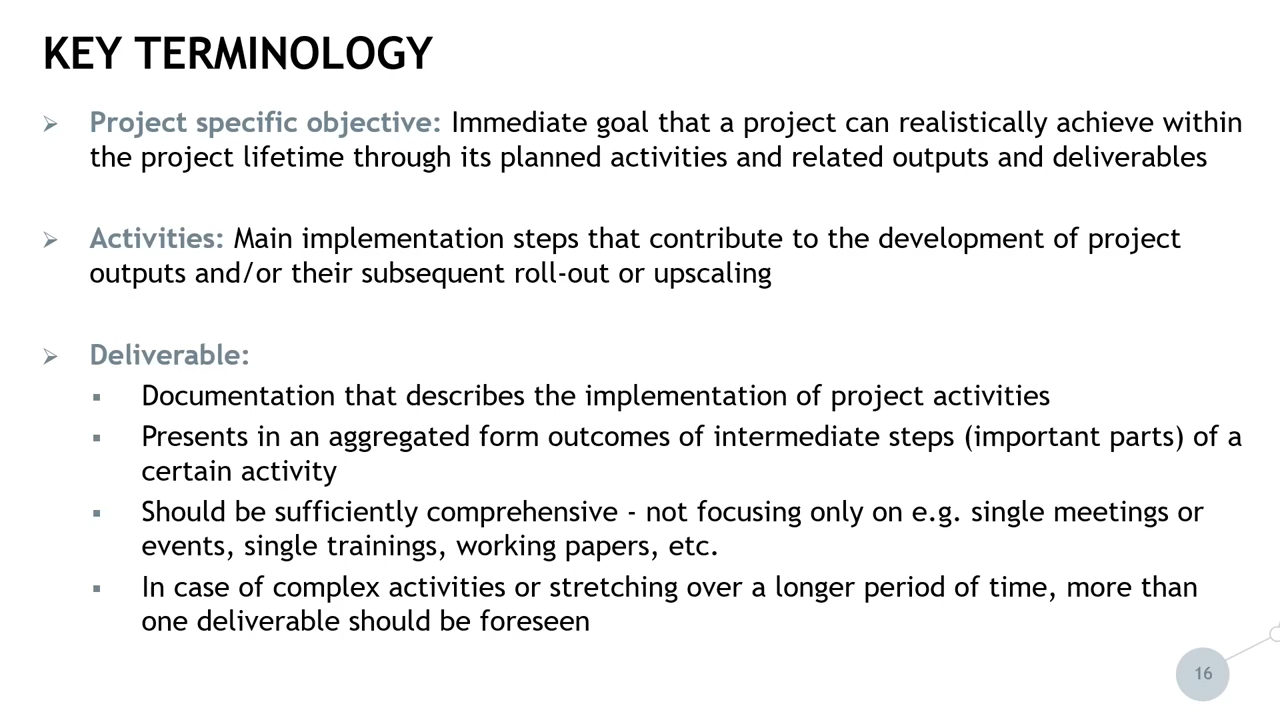 KEY TERMINOLOGY
Project specific objective: Immediate goal that a project can realistically achieve within
the project lifetime through its planned activities and related outputs and deliverables
Activities: Main implementation steps that contribute to the development of project
outputs and/or their subsequent roll-out or upscaling
Deliverable:
Documentation that describes the implementation of project activities
Presents in an aggregated form outcomes of intermediate steps (important parts) of a
certain activity
Should be sufficiently comprehensive - not focusing only on e.g. single meetings or
events, single trainings, working papers, etc.
In case of complex activities or stretching over a longer period of time, more than
one deliverable should be foreseen
16